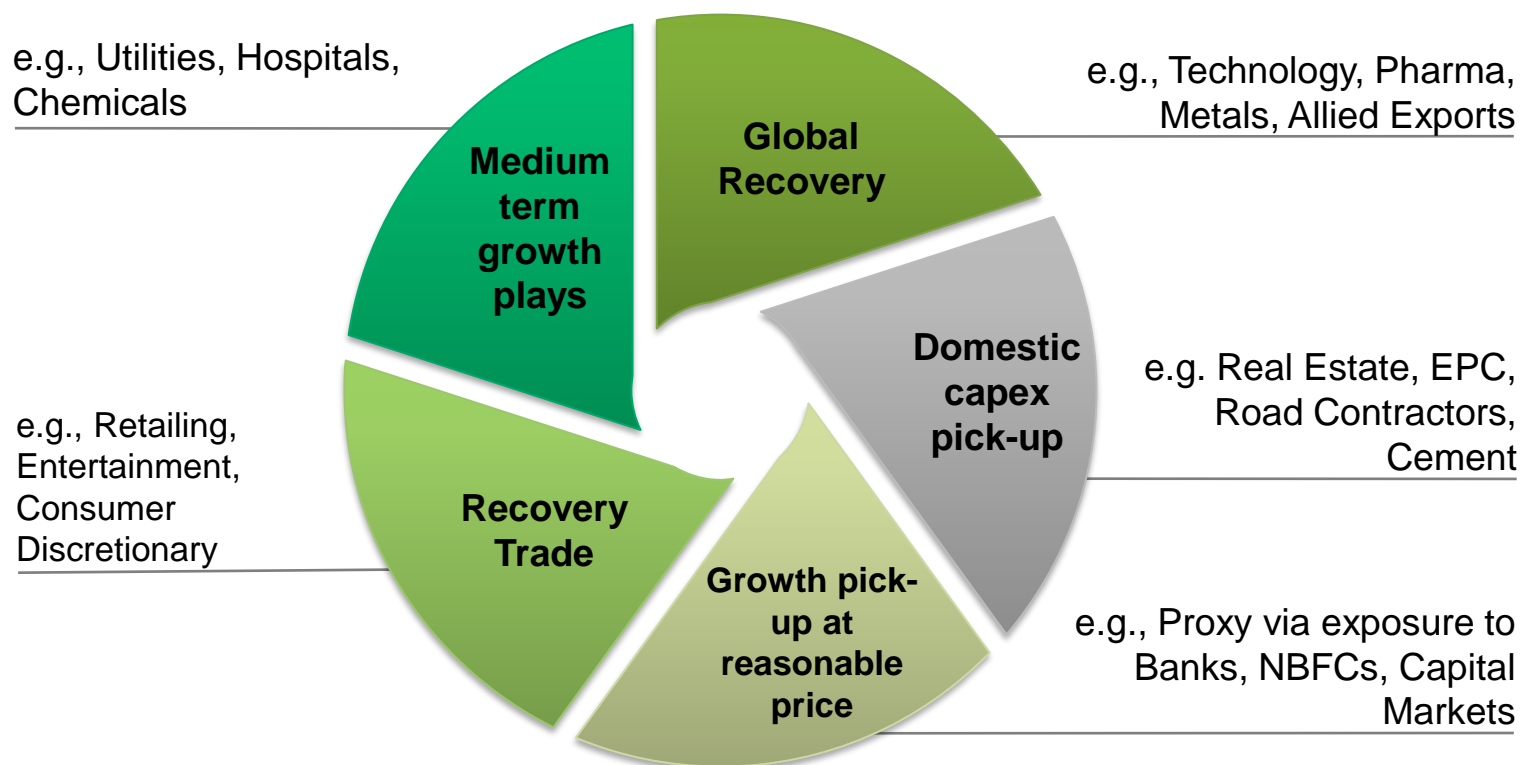 e.g., Utilities, Hospitals,
Chemicals
Medium
term
growth
plays
Global
Recovery
e.g., Technology, Pharma,
Metals, Allied Exports
Domestic
capex
pick-up
e.g. Real Estate, EPC,
Road Contractors,
Cement
e.g., Retailing,
Entertainment,
Consumer
Discretionary
Recovery
Trade
Growth pick-
up at
reasonable
price
e.g., Proxy via exposure to
Banks, NBFCs, Capital
Markets